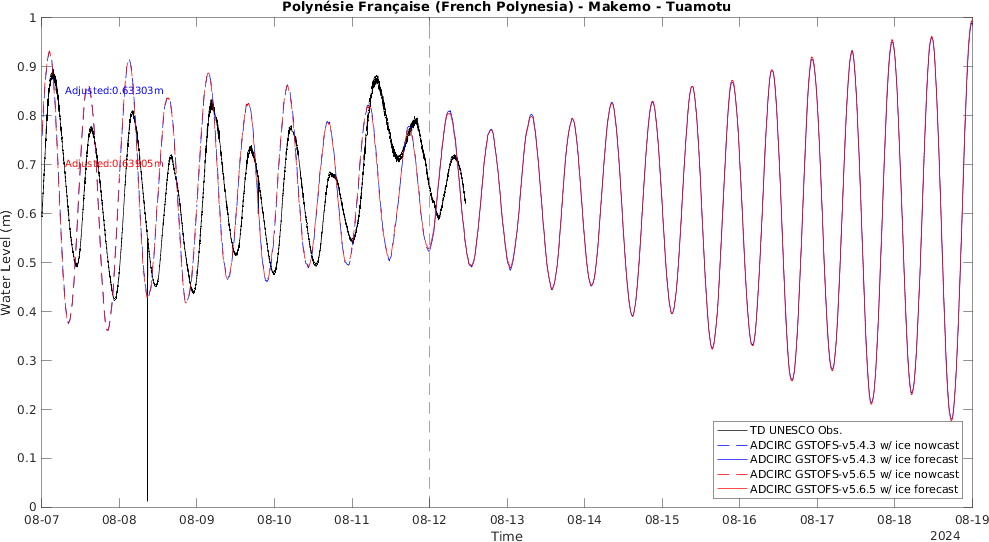 Polynésie Française (French Polynesia) - Makemo - Tuamotu
1
0.9
0.8
0.7
0.6
0.5
0.4
0.3
0.2
0.1
0
Water Level (m)
Adjusted:0.63303m
Adjusted:0.63905m
TD UNESCO Obs.
ADCIRC GSTOFS-v5.4.3 w/ ice nowcast
ADCIRC GSTOFS-v5.4.3 w/ ice forecast
ADCIRC GSTOFS-v5.6.5 w/ ice nowcast
ADCIRC GSTOFS-v5.6.5 w/ ice forecast
08-07 08-08 08-09 08-10 08-11 08-12 08-13 08-14 08-15 08-16 08-17 08-18 08-19
Time
2024